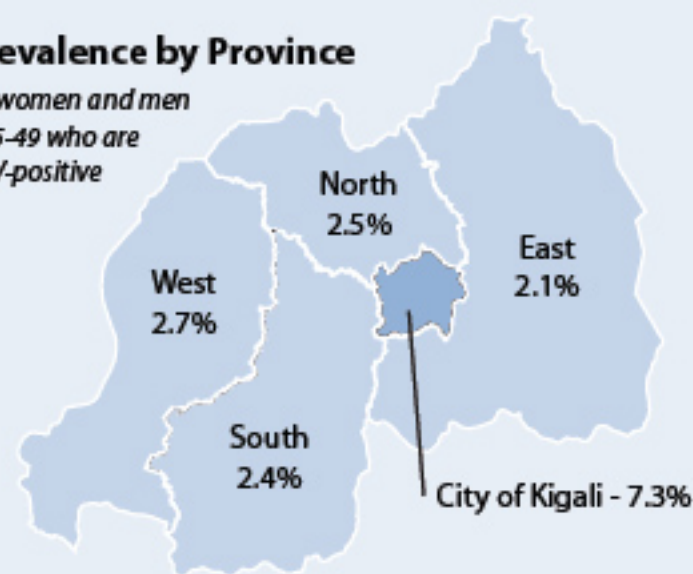 evalence by Province
women and men
5-49 who are
/-positive
North
2.5%
East
2.1%
West
2.7%
South
2.4%
City of Kigali - 7.3%